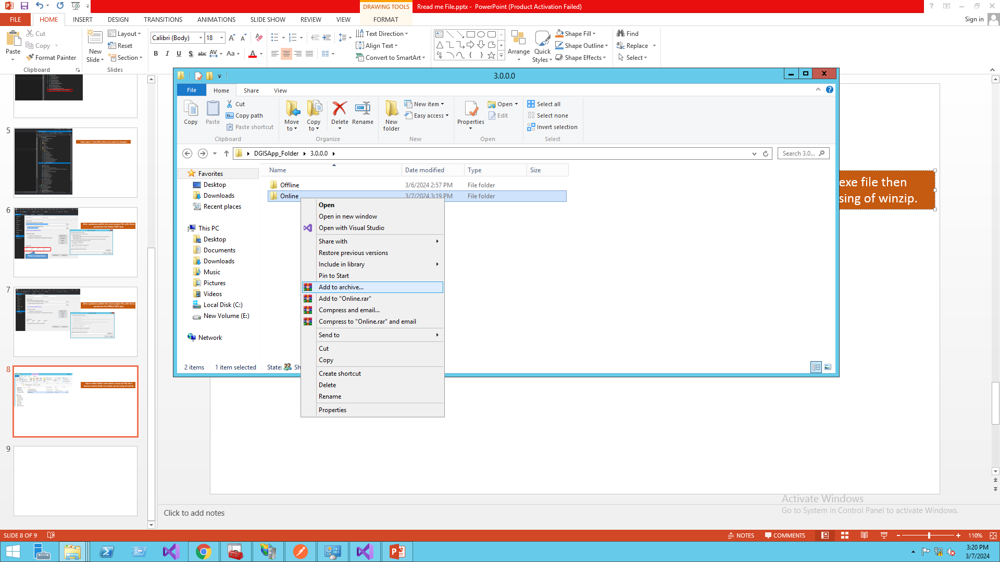 DRAWING TOOLS
Rread me File.pptx - PowerPoint (Product Activation Failed)
FILE
HOME
INSERT
DESIGN
TRANSITIONS
ANIMATIONS
SLIDE SHOW
REVIEW
VIEW
FORMAT
Sign in
Paste
Cut
Copy
Format Painter
Clipboard
New Slide
Layout
Reset
Section
Slides
Calibri (Body)
18
Text Direction
Align Text
Convert to SmartArt
Arrange
Quick Styles
Shape Fill
Shape Outline
Shape Effects
Find
Replace
Select
3.0.0.0
File
Home
Share
View
Copy
Paste
Cut
Copy path
Paste shortcut
Clipboard
Move to
Copy to
Delete
Rename
Organize
New folder
New item
Easy access
New
Properties
Open
Edit
Open
Select all
Select none
Invert selection
Select
DGISApp_Folder
3.0.0.0
Search 3.0...
Favorites
Desktop
Downloads
Recent places
This PC
Desktop
Documents
Downloads
Music
Pictures
Videos
Local Disk (C:)
New Volume (E:)
Network
Name
Date modified
Type
Size
Offline
3/6/2024 2:57 PM
File folder
Online
3/7/2024 3:19 PM
File folder
Open
Open in new window
Open with Visual Studio
Share with
Restore previous versions
Include in library
Pin to Start
Add to archive...
Add to "Online.rar"
Compress and email...
Compress to "Online.rar" and email
Send to
Cut
Copy
Create shortcut
Delete
Rename
Properties
2 items
1 item selected
State:
Sh
exe file then
sing of winzip.
5
6
7
8
9
Click to add notes
Activate Windows
Go to System in Control Panel to activate Windows.
SLIDE 8 OF 9
NOTES
COMMENTS
110%
3:20 PM
3/7/2024